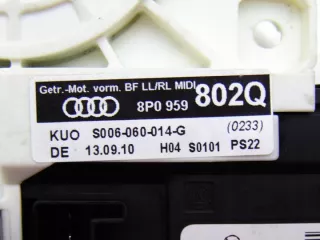 Getr.-Mot. vorm. BF LL/RL MIDI
8P0 959 802Q
KUO S006-060-014-G (0233)
DE 13.09.10 H04 S0101 PS22